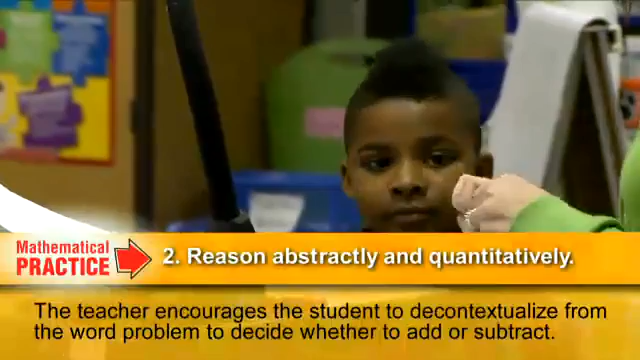 Mathematical
PRACTICE
2. Reason abstractly and quantitatively.
The teacher encourages the student to decontextualize from
the word problem to decide whether to add or subtract.